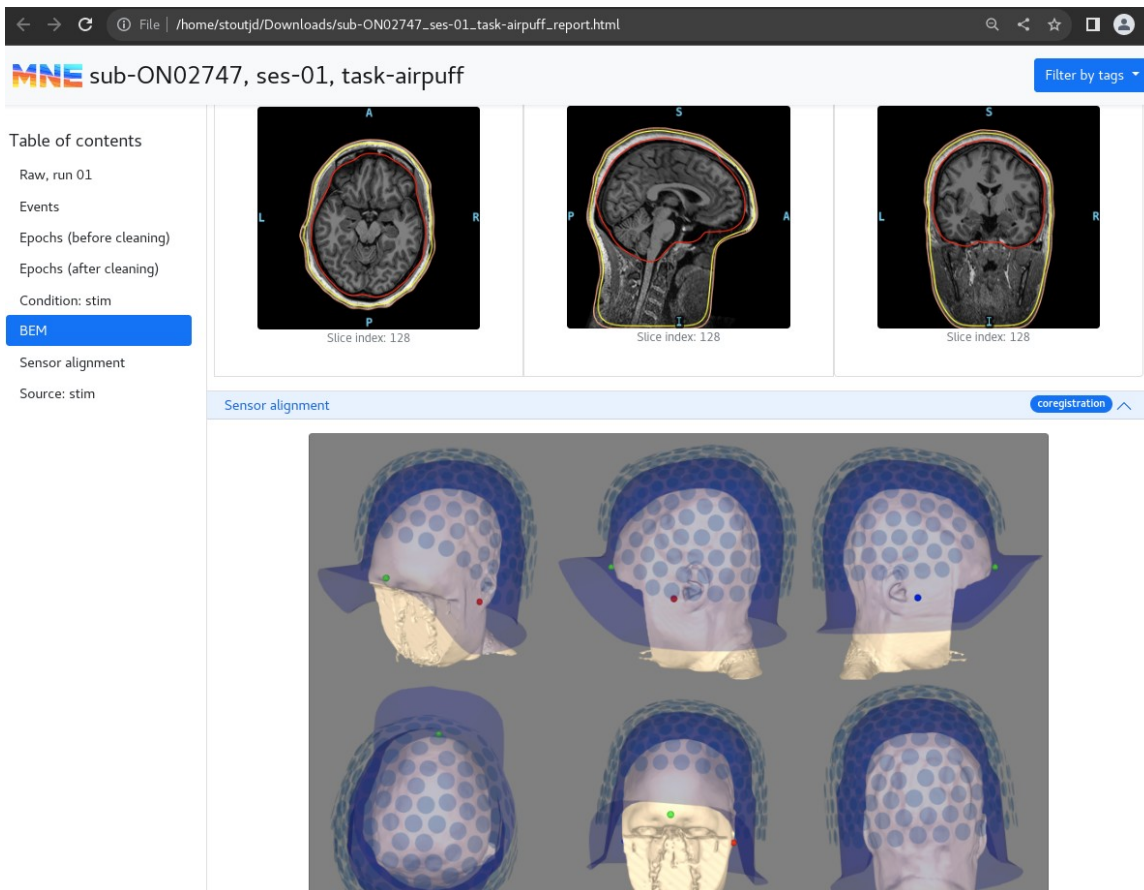 File | /home/stoutjd/Downloads/sub-ON02747_ses-01_task-airpuff_report.html
MNE sub-ON02747, ses-01, task-airpuff
Filter by tags
Table of contents
Raw, run 01
Events
Epochs (before cleaning)
Epochs (after cleaning)
Condition: stim
BEM
Sensor alignment
Source: stim
A
L
R
P
Slice index: 128
S
P
A
I
Slice index: 128
S
L
R
I
Slice index: 128
Sensor alignment
coregistration